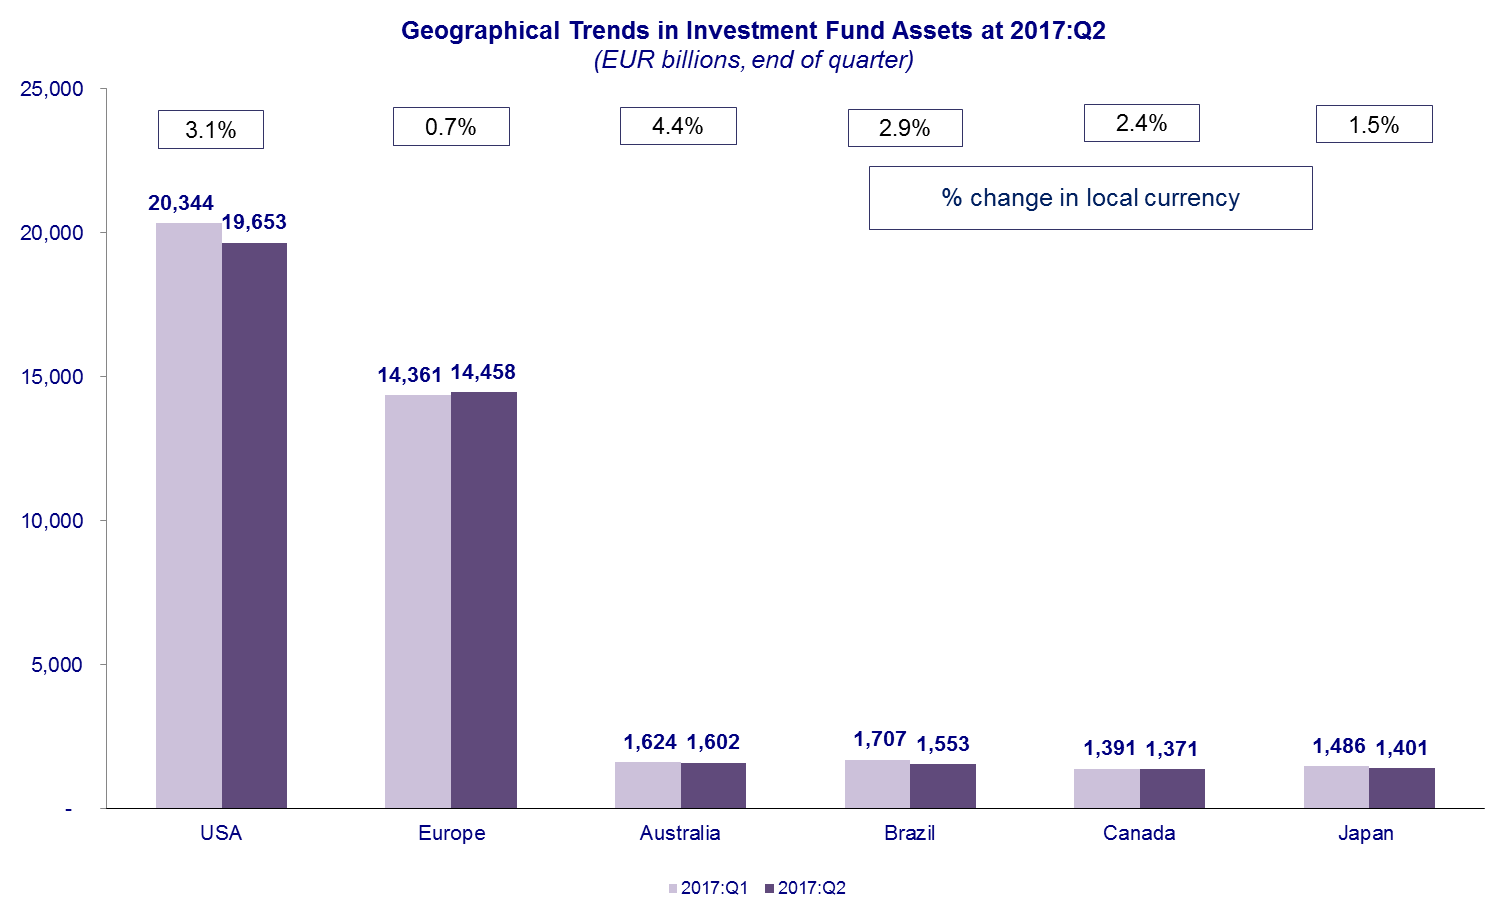 Geographical Trends in Investment Fund Assets at 2017:Q2
(EUR billions, end of quarter)
25,000
3.1%
0.7%
4.4%
2.9%
2.4%
1.5%
% change in local currency
20,344
19,653
20,000
15,000
14,361
14,458
10,000
5,000
1,624
1,602
1,707
1,553
1,391
1,371
1,486
1,401
-
USA
Europe
Australia
Brazil
Canada
Japan
2017:Q1
2017:Q2